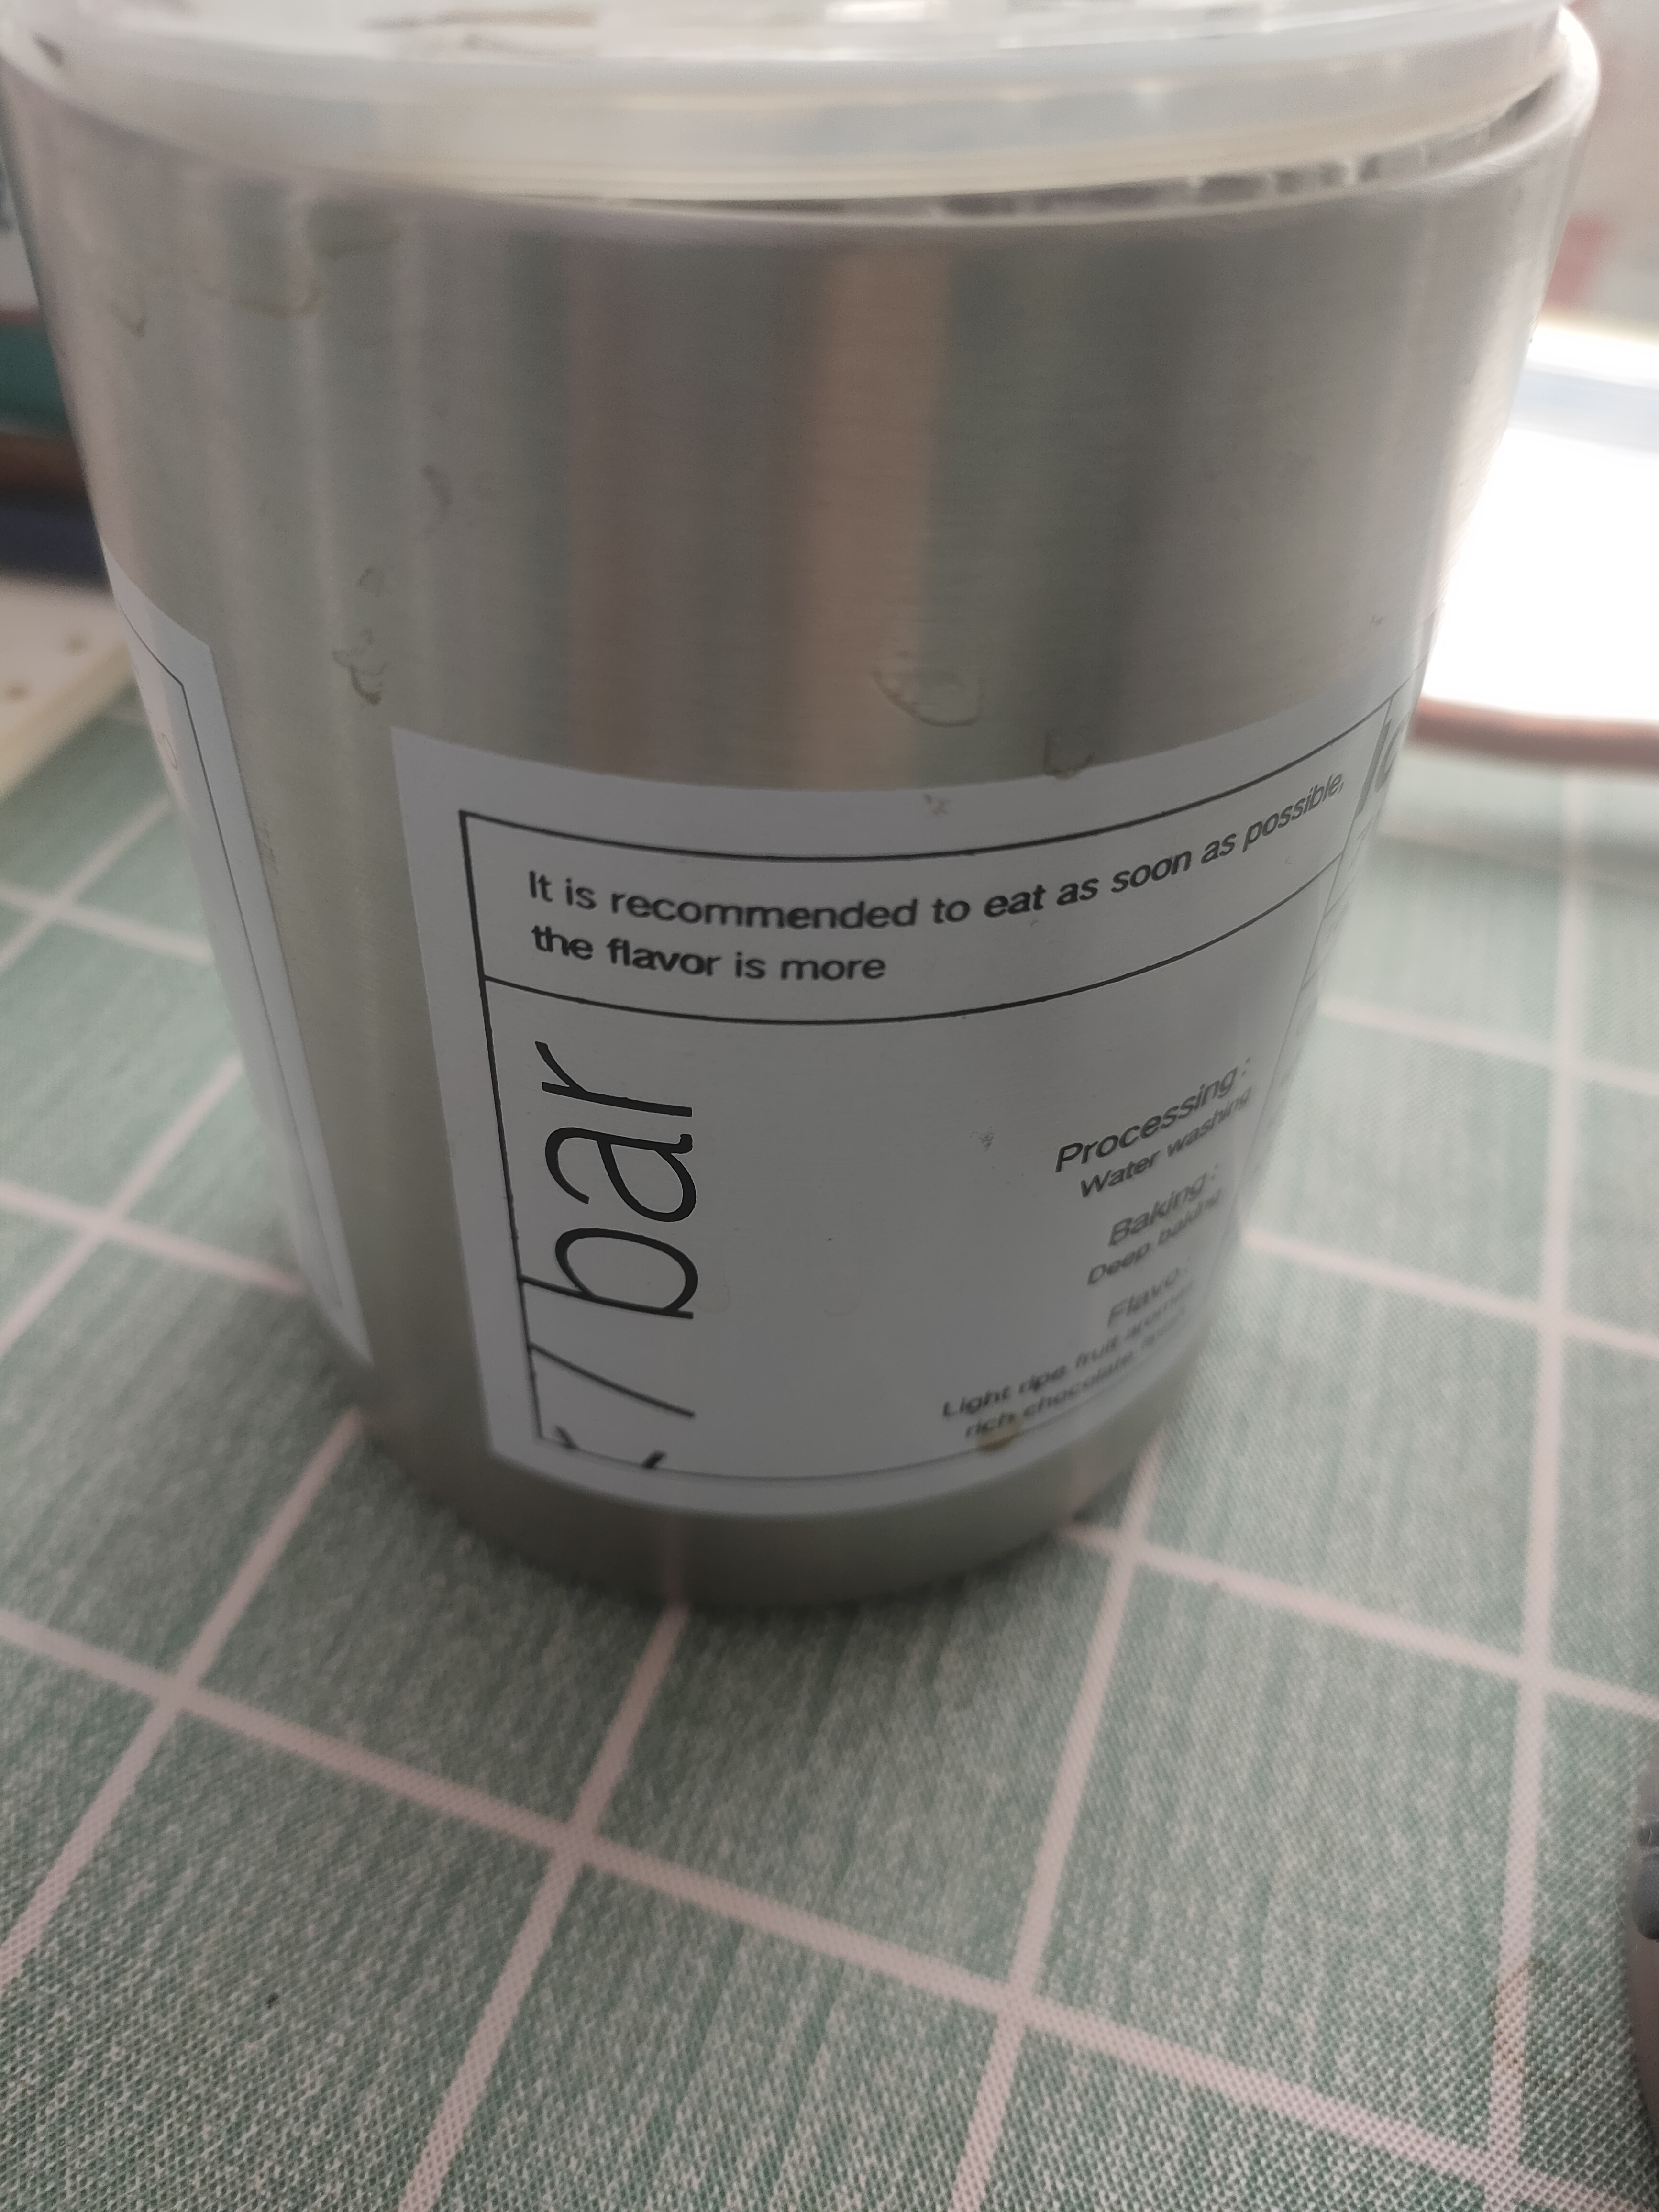 It is recommended to eat as soon as possible,
the flavor is more
bar
Processing :
Water washing
Baking :
Deep baking
Flavor :
Light ripe fruit aroma
rich chocolate